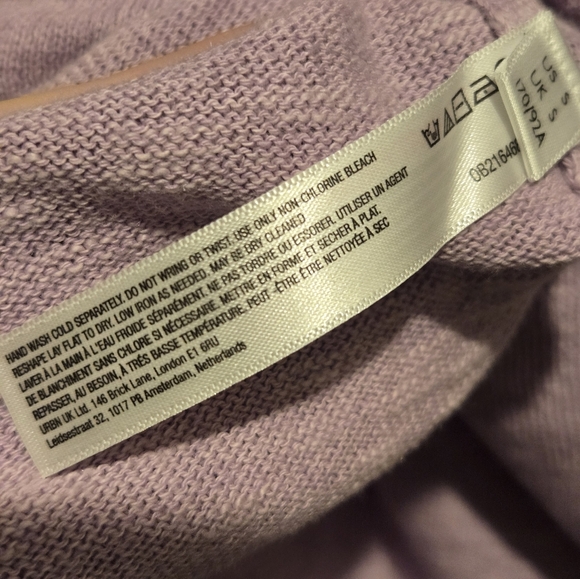 HAND WASH COLD SEPARATELY. DO NOT WRING OR TWIST. USE ONLY NON-CHLORINE BLEACH
RESHAPE LAY FLAT TO DRY, LOW IRON AS NEEDED. MAY BE DRY CLEANED
LAVER À LA MAIN À L'EAU FROIDE SÉPARÉMENT. NE PAS TORDRE OU ESSORER. UTILISER UN AGENT
DE BLANCHIMENT SANS CHLORE SI NÉCESSAIRE. METTRE EN FORME ET SÉCHER À PLAT.
REPASSER, AU BESOIN, À TRÈS BASSE TEMPÉRATURE. PEUT -ÊTRE ÊTRE NETTOYÉE À SEC
URBN UK Ltd. 146 Brick Lane, London E1 6RU
Leidsestraat 32, 1017 PB Amsterdam, Netherlands
US S
UK S
170/92A